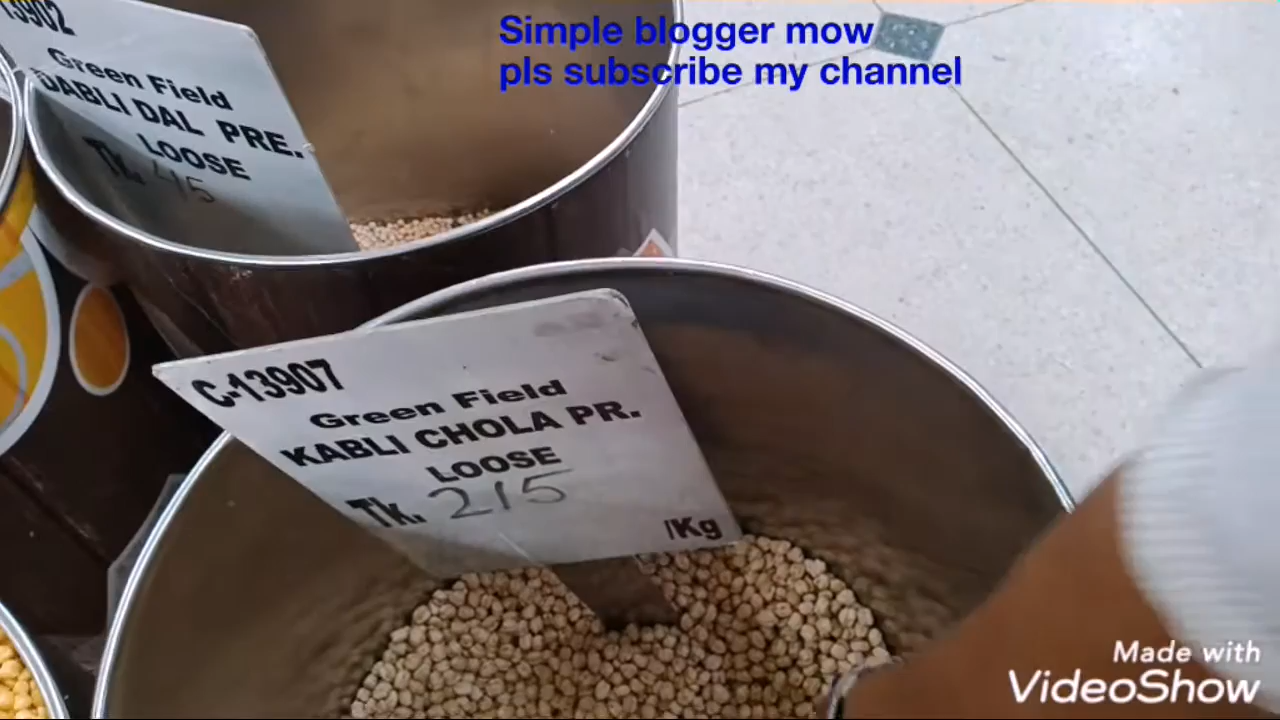 Simple blogger mow
pls subscribe my channel
13902
Green Field
DABLI DAL PRE.
LOOSE
Tk.
C-13907
Green Field
KABLI CHOLA PR.
LOOSE
Tk. 215
/Kg
Made with
VideoShow